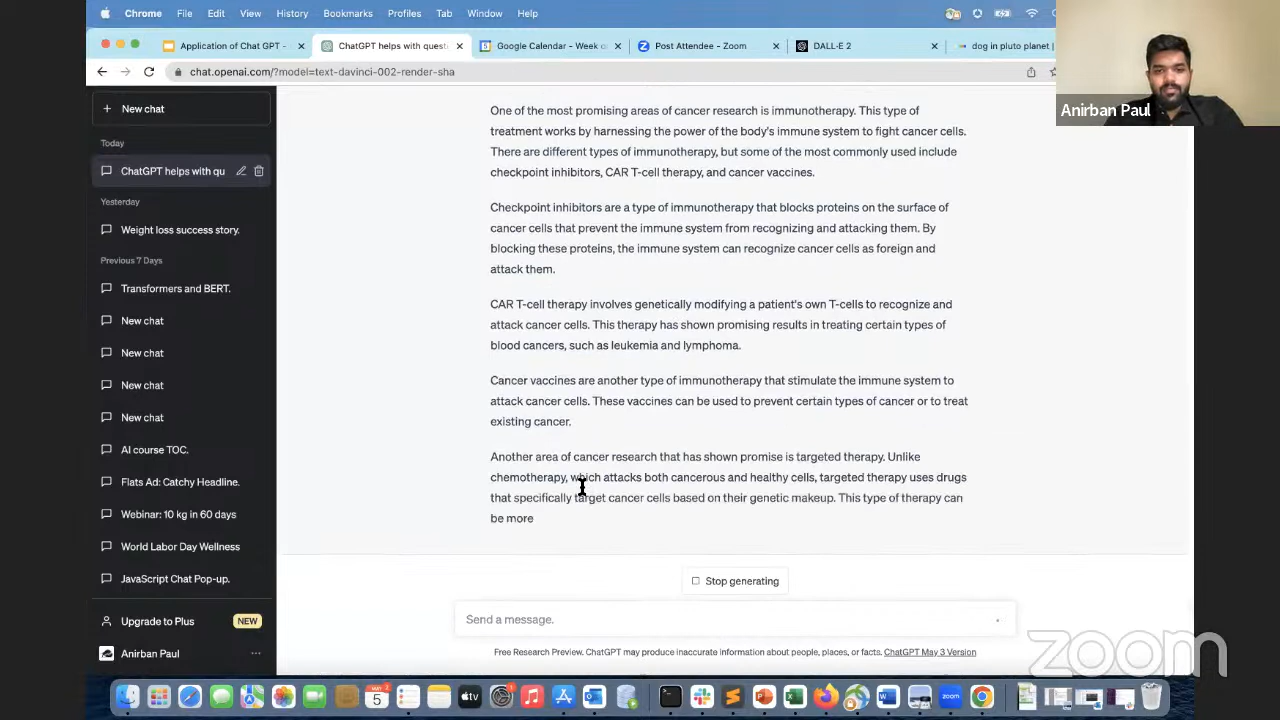 Chrome File Edit View History Bookmarks Profiles Tab Window Help
Application of Chat GPT -
ChatGPT helps with quest
Google Calendar - Week o
Post Attendee - Zoom
DALL·E 2
dog in pluto planet |
chat.openai.com/?model=text-davinci-002-render-sha
Anirban Paul
New chat
Today
ChatGPT helps with qu
Yesterday
Weight loss success story.
Previous 7 Days
Transformers and BERT.
New chat
New chat
New chat
New chat
AI course TOC.
Flats Ad: Catchy Headline.
Webinar: 10 kg in 60 days
World Labor Day Wellness
JavaScript Chat Pop-up.
Upgrade to Plus NEW
Anirban Paul
One of the most promising areas of cancer research is immunotherapy. This type of
treatment works by harnessing the power of the body's immune system to fight cancer cells.
There are different types of immunotherapy, but some of the most commonly used include
checkpoint inhibitors, CAR T-cell therapy, and cancer vaccines.
Checkpoint inhibitors are a type of immunotherapy that blocks proteins on the surface of
cancer cells that prevent the immune system from recognizing and attacking them. By
blocking these proteins, the immune system can recognize cancer cells as foreign and
attack them.
CAR T-cell therapy involves genetically modifying a patient's own T-cells to recognize and
attack cancer cells. This therapy has shown promising results in treating certain types of
blood cancers, such as leukemia and lymphoma.
Cancer vaccines are another type of immunotherapy that stimulate the immune system to
attack cancer cells. These vaccines can be used to prevent certain types of cancer or to treat
existing cancer.
Another area of cancer research that has shown promise is targeted therapy. Unlike
chemotherapy, which attacks both cancerous and healthy cells, targeted therapy uses drugs
that specifically target cancer cells based on their genetic makeup. This type of therapy can
be more
Stop generating
Send a message.
Free Research Preview. ChatGPT may produce inaccurate information about people, places, or facts. ChatGPT May 3 Version
zoom
5
tv
zoom